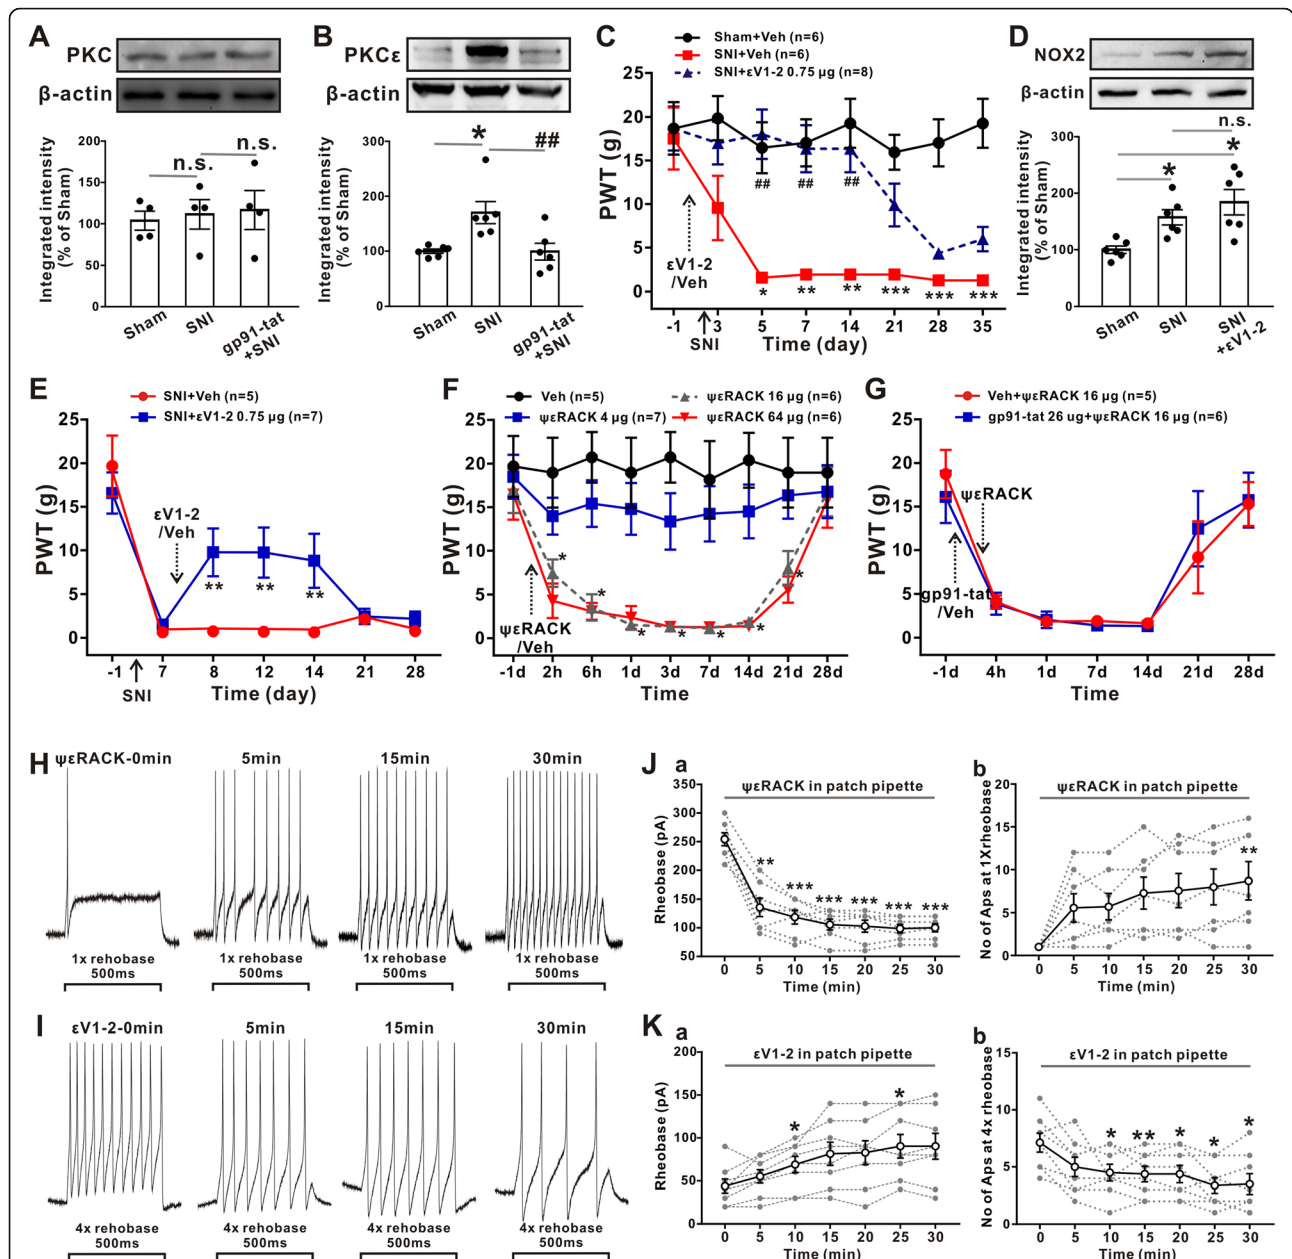 A
PKC
β-actin
Integrated intensity
(% of Sham)
200
150
100
50
0
n.s.
n.s.
Sham
SNI
gp91-tat
+SNI
B
PKCε
β-actin
Integrated intensity
(% of Sham)
300
200
100
0
*
##
Sham
SNI
gp91-tat
+SNI
C
Sham+Veh (n=6)
SNI+Veh (n=6)
SNI+εV1-2 0.75 μg (n=8)
PWT (g)
25
20
15
10
5
0
## ## ##
εV1-2
/Veh
* ** ** *** *** ***
-1 3 5 7 14 21 28 35
SNI
Time (day)
D
NOX2
β-actin
Integrated intensity
(% of Sham)
300
200
100
0
n.s.
*
*
Sham
SNI
SNI
+εV1-2
E
SNI+Veh (n=5)
SNI+εV1-2 0.75 μg (n=7)
PWT (g)
25
20
15
10
5
0
εV1-2
/Veh
** ** **
-1 7 8 12 14 21 28
SNI
Time (day)
F
Veh (n=5)
ψεRACK 4 μg (n=7)
ψεRACK 16 μg (n=6)
ψεRACK 64 μg (n=6)
PWT (g)
25
20
15
10
5
0
ψεRACK
/Veh
* * * * * * *
-1d 2h 6h 1d 3d 7d 14d 21d 28d
Time
G
Veh+ψεRACK 16 μg (n=5)
gp91-tat 26 ug+ψεRACK 16 μg (n=6)
PWT (g)
25
20
15
10
5
0
ψεRACK
gp91-tat
/Veh
-1d 4h 1d 7d 14d 21d 28d
Time
H
ψεRACK-0min 5min 15min 30min
1x rehobase 1x rehobase 1x rehobase 1x rehobase
500ms 500ms 500ms 500ms
I
εV1-2-0min 5min 15min 30min
4x rehobase 4x rehobase 4x rehobase 4x rehobase
500ms 500ms 500ms 500ms
J
a
ψεRACK in patch pipette
Rheobase (pA)
350
300
250
200
150
100
50
** *** *** *** *** ***
0 5 10 15 20 25 30
Time (min)
b
ψεRACK in patch pipette
No of Aps at 1Xrheobase
20
15
10
5
0
**
0 5 10 15 20 25 30
Time (min)
K
a
εV1-2 in patch pipette
Rheobase (pA)
200
150
100
50
0
* *
0 5 10 15 20 25 30
Time (min)
b
εV1-2 in patch pipette
No of Aps at 4x rheobase
15
10
5
0
* ** * * *
0 5 10 15 20 25 30
Time (min)